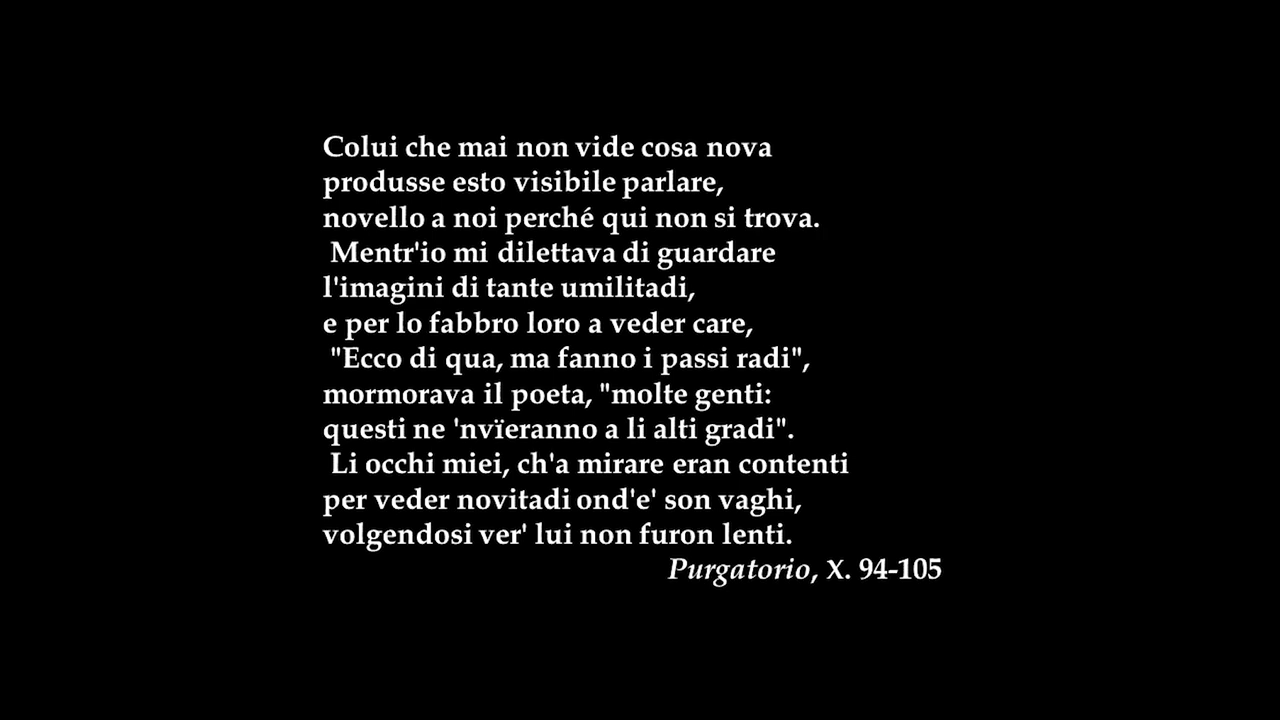 Colui che mai non vide cosa nova
produsse esto visibile parlare,
novello a noi perché qui non si trova.
Mentr'io mi dilettava di guardare
l'imagini di tante umilitadi,
e per lo fabbro loro a veder care,
"Ecco di qua, ma fanno i passi radi",
mormorava il poeta, "molte genti:
questi ne 'nvïeranno a li alti gradi".
Li occhi miei, ch'a mirare eran contenti
per veder novitadi ond'e' son vaghi,
volgendosi ver' lui non furon lenti.
Purgatorio, X. 94-105